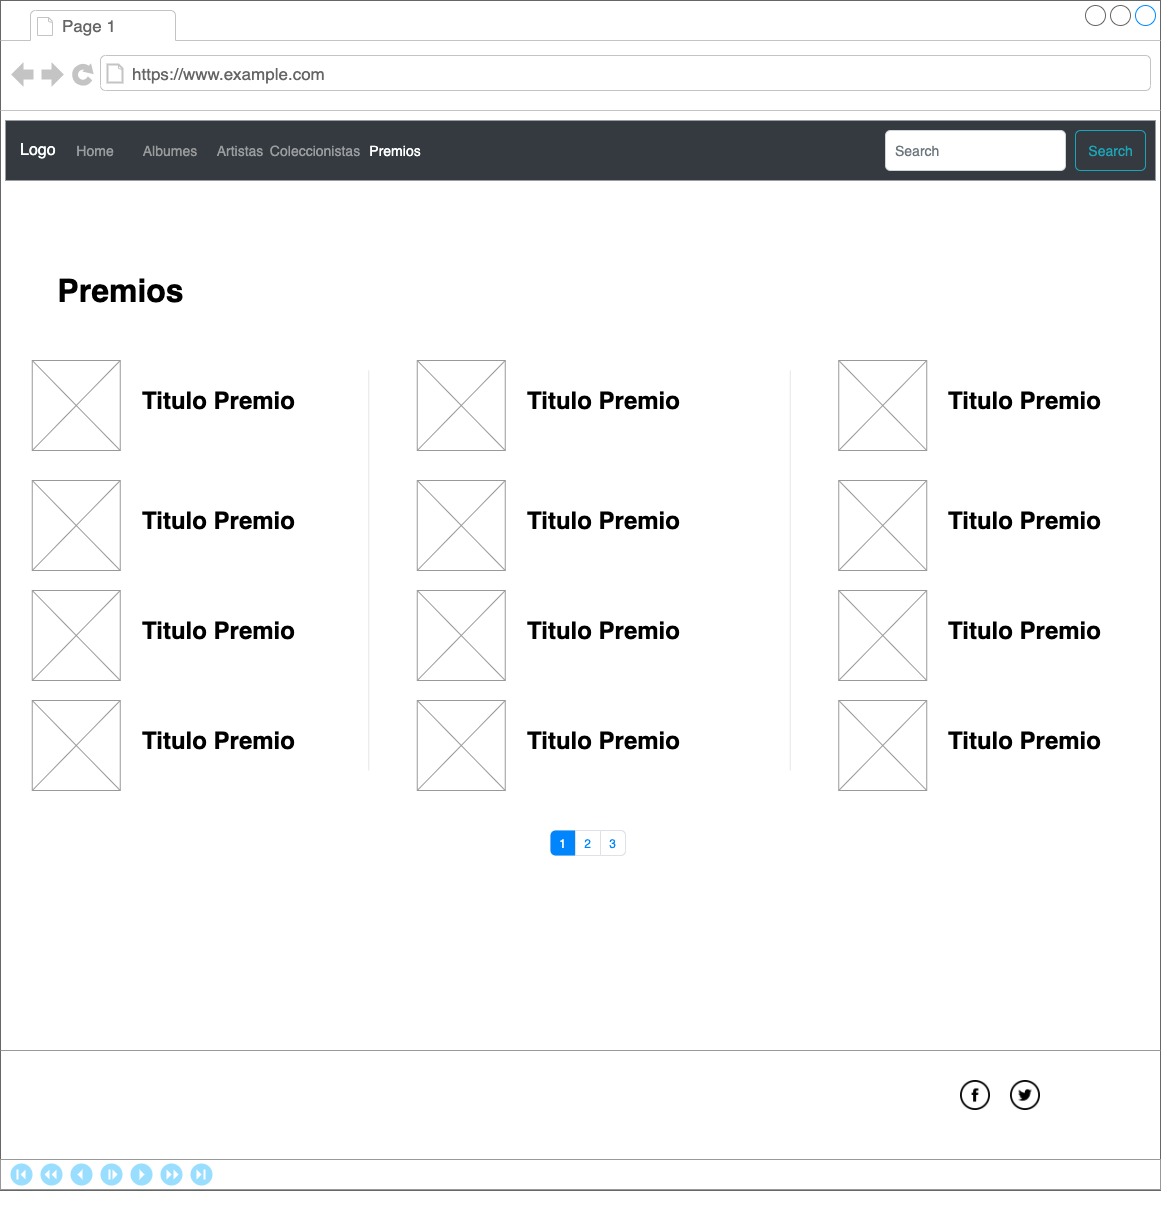 Page 1
https://www.example.com
Logo Home Albumes Artistas Coleccionistas Premios Search Search
Premios
Titulo Premio Titulo Premio Titulo Premio
Titulo Premio Titulo Premio Titulo Premio
Titulo Premio Titulo Premio Titulo Premio
Titulo Premio Titulo Premio Titulo Premio
1 2 3